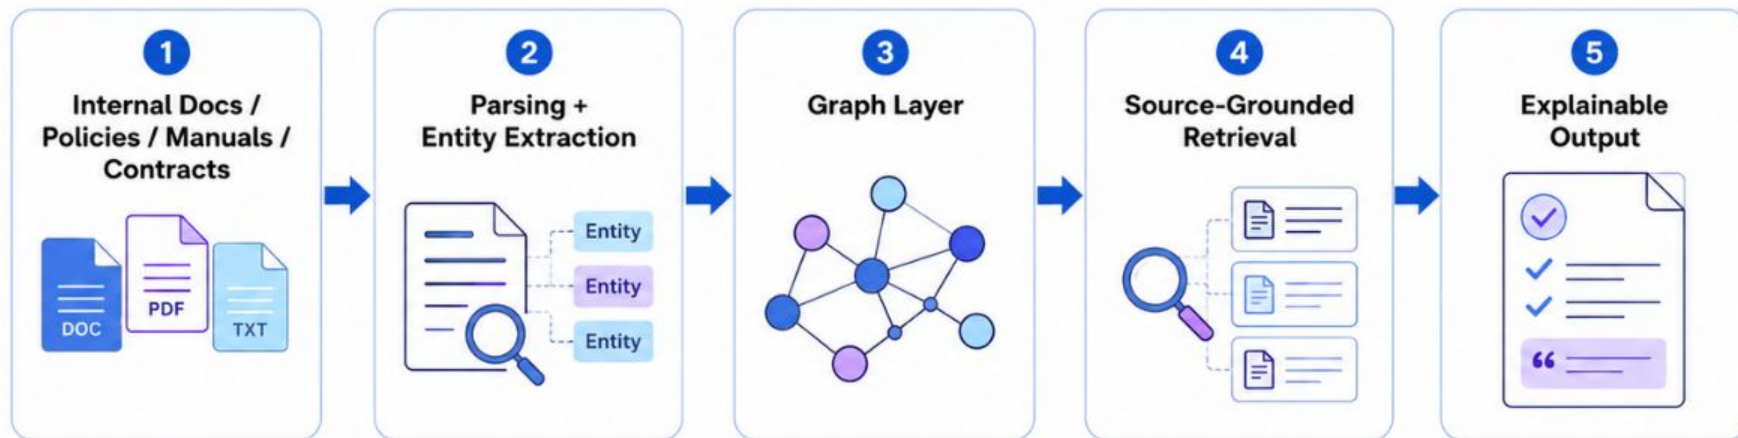 1
Internal Docs /
Policies / Manuals /
Contracts
DOC
PDF
TXT
2
Parsing +
Entity Extraction
Entity
Entity
Entity
3
Graph Layer
4
Source-Grounded
Retrieval
5
Explainable
Output
“